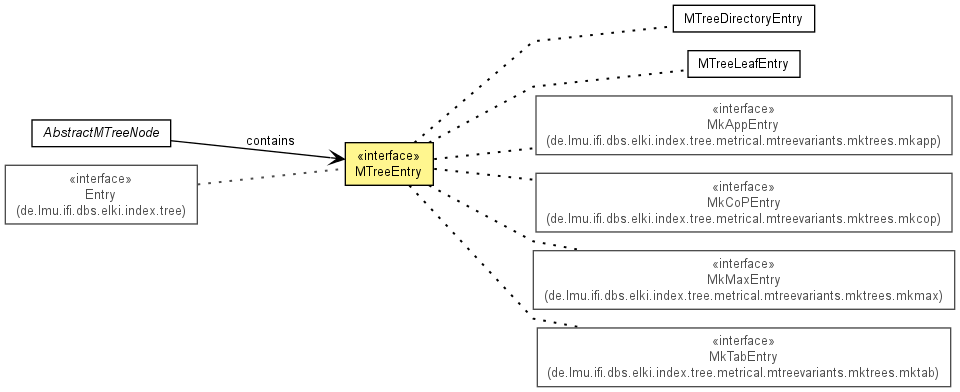 MTreeDirectoryEntry
MTreeLeafEntry
«interface»
MkAppEntry
(de.lmu.ifi.dbs.elki.index.tree.metrical.mtreevariants.mktrees.mkapp)
AbstractMTreeNode
contains
«interface»
MTreeEntry
«interface»
Entry
(de.lmu.ifi.dbs.elki.index.tree)
«interface»
MkCoPEntry
(de.lmu.ifi.dbs.elki.index.tree.metrical.mtreevariants.mktrees.mkcop)
«interface»
MkMaxEntry
(de.lmu.ifi.dbs.elki.index.tree.metrical.mtreevariants.mktrees.mkmax)
«interface»
MkTabEntry
(de.lmu.ifi.dbs.elki.index.tree.metrical.mtreevariants.mktrees.mktab)